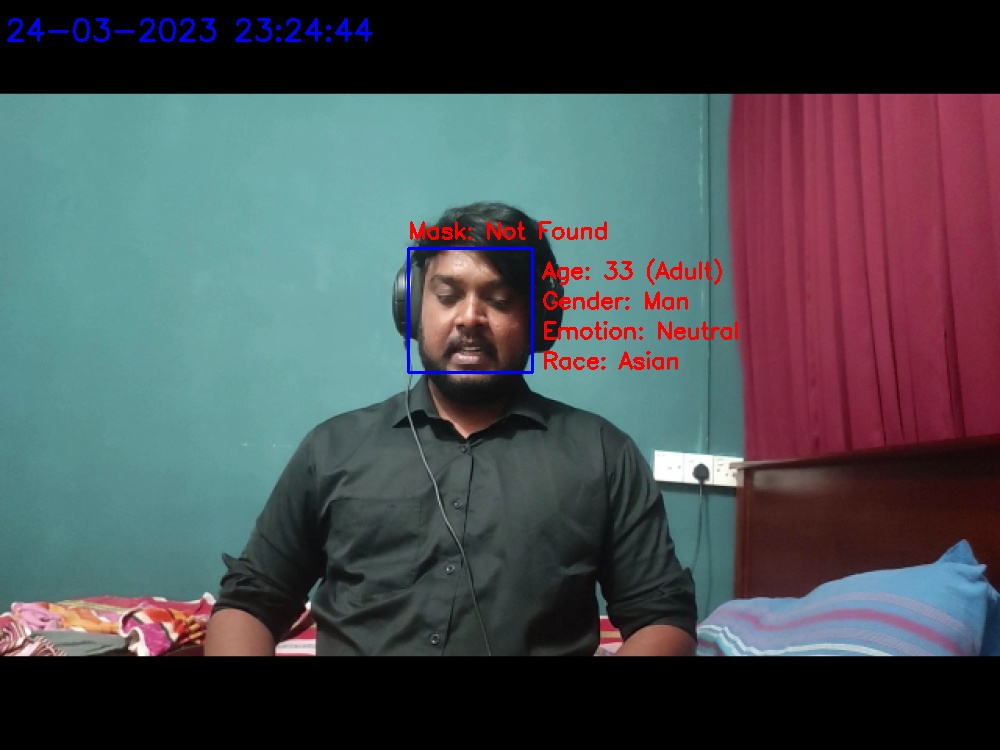 24-03-2023 23:24:44
Mask: Not Found
Age: 33 (Adult)
Gender: Man
Emotion: Neutral
Race: Asian